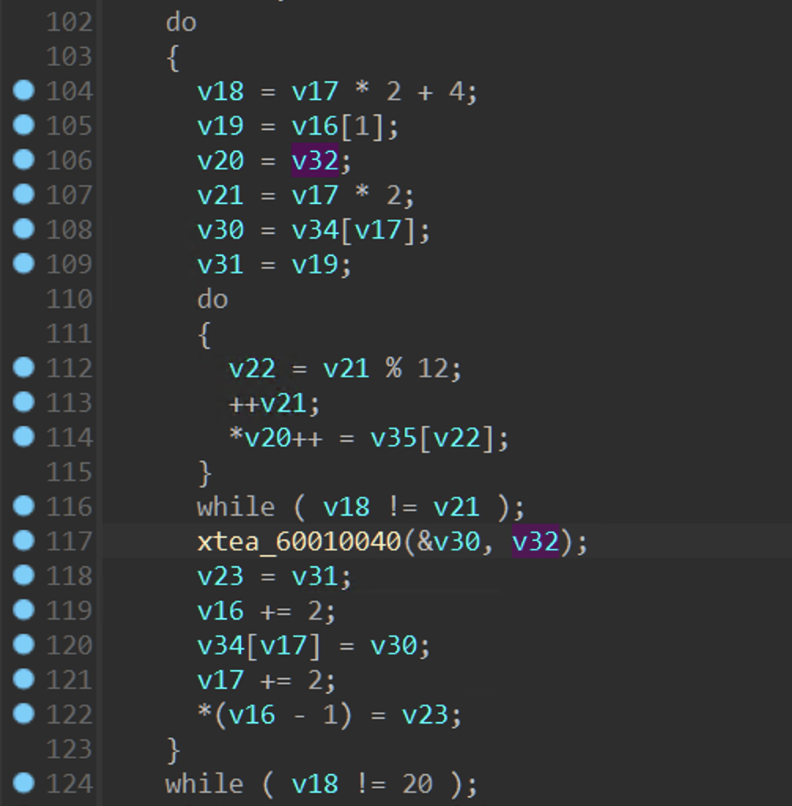 102 do
103 {
104 v18 = v17 * 2 + 4;
105 v19 = v16[1];
106 v20 = v32;
107 v21 = v17 * 2;
108 v30 = v34[v17];
109 v31 = v19;
110 do
111 {
112 v22 = v21 % 12;
113 ++v21;
114 *v20++ = v35[v22];
115 }
116 while ( v18 != v21 );
117 xtea_60010040(&v30, v32);
118 v23 = v31;
119 v16 += 2;
120 v34[v17] = v30;
121 v17 += 2;
122 *(v16 - 1) = v23;
123 }
124 while ( v18 != 20 );